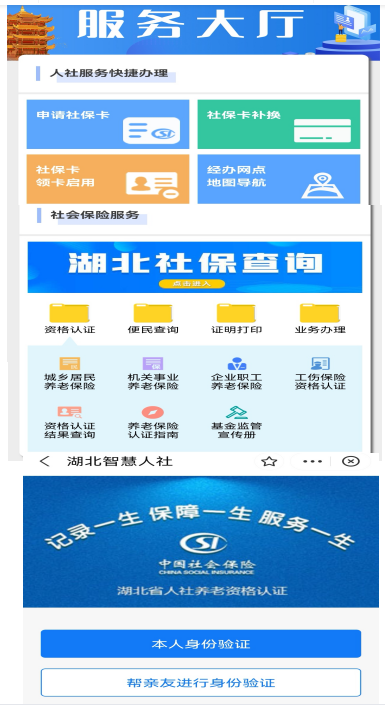 服务大厅
人社服务快捷办理
申请社保卡
社保卡补换
社保卡
领卡启用
经办网点
地图导航
社会保险服务
湖北社保查询
点击进入
资格认证
便民查询
证明打印
业务办理
城乡居民
养老保险
机关事业
养老保险
企业职工
养老保险
工伤保险
资格认证
资格认证
结果查询
养老保险
认证指南
基金监管
宣传册
湖北智慧人社
记录一生 保障一生 服务一生
中国社会保险
CHINA SOCIAL INSURANCE
湖北省人社养老资格认证
本人身份验证
帮亲友进行身份验证